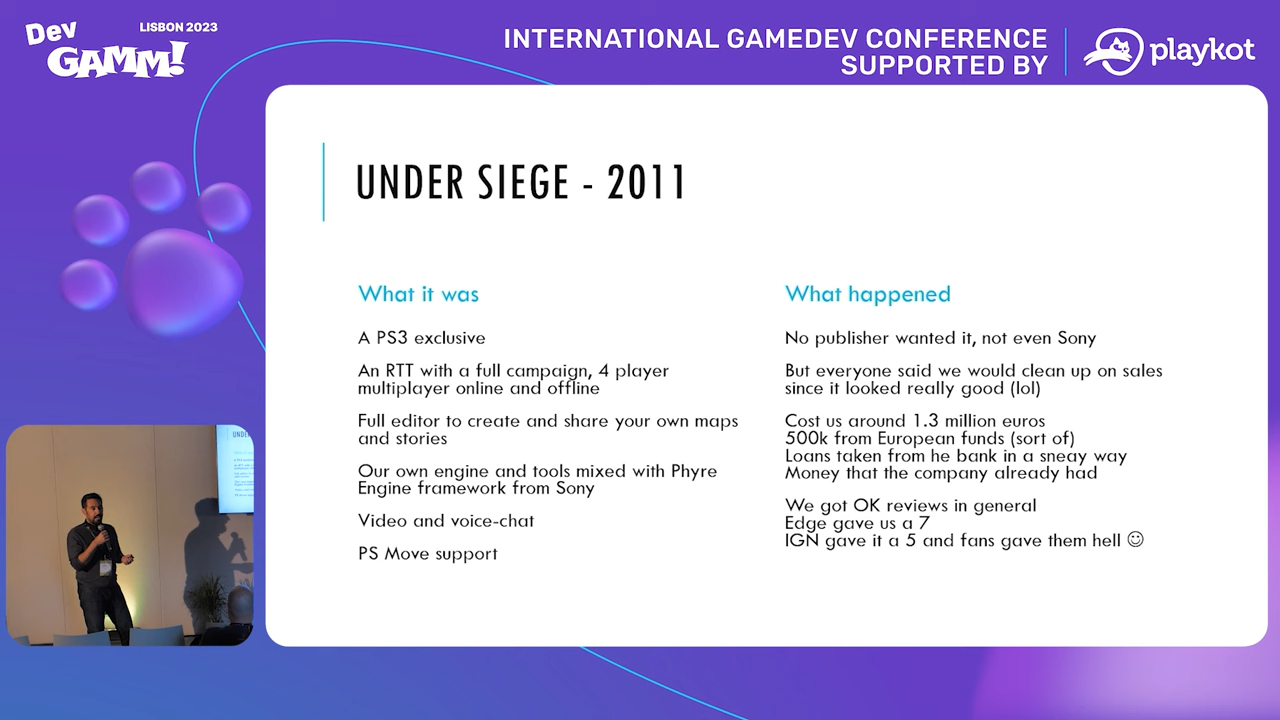 Dev
GAMM!
LISBON 2023
INTERNATIONAL GAMEDEV CONFERENCE
SUPPORTED BY
playkot
UNDER SIEGE - 2011
What it was
A PS3 exclusive
An RTT with a full campaign, 4 player
multiplayer online and offline
Full editor to create and share your own maps
and stories
Our own engine and tools mixed with Phyre
Engine framework from Sony
Video and voice-chat
PS Move support
What happened
No publisher wanted it, not even Sony
But everyone said we would clean up on sales
since it looked really good (lol)
Cost us around 1.3 million euros
500k from European funds (sort of)
Loans taken from he bank in a sneay way
Money that the company already had
We got OK reviews in general
Edge gave us a 7
IGN gave it a 5 and fans gave them hell ☺
UNDER